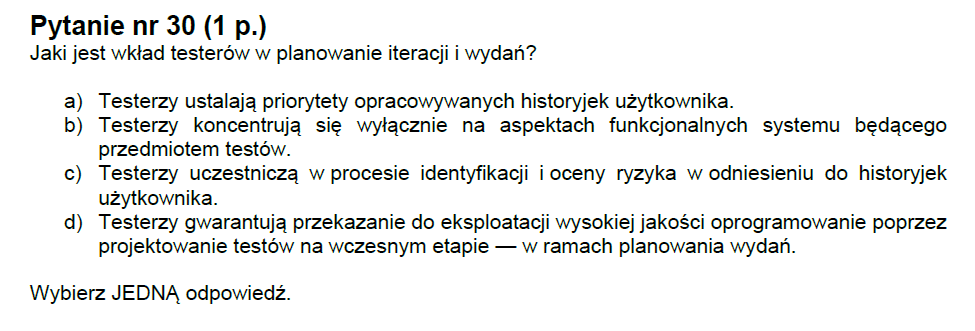 Pytanie nr 30 (1 p.)
Jaki jest wkład testerów w planowanie iteracji i wydań?
a) Testerzy ustalają priorytety opracowywanych historyjek użytkownika.
b) Testerzy koncentrują się wyłącznie na aspektach funkcjonalnych systemu będącego
przedmiotem testów.
c) Testerzy uczestniczą w procesie identyfikacji i oceny ryzyka w odniesieniu do historyjek
użytkownika.
d) Testerzy gwarantują przekazanie do eksploatacji wysokiej jakości oprogramowanie poprzez
projektowanie testów na wczesnym etapie — w ramach planowania wydań.
Wybierz JEDNĄ odpowiedź.